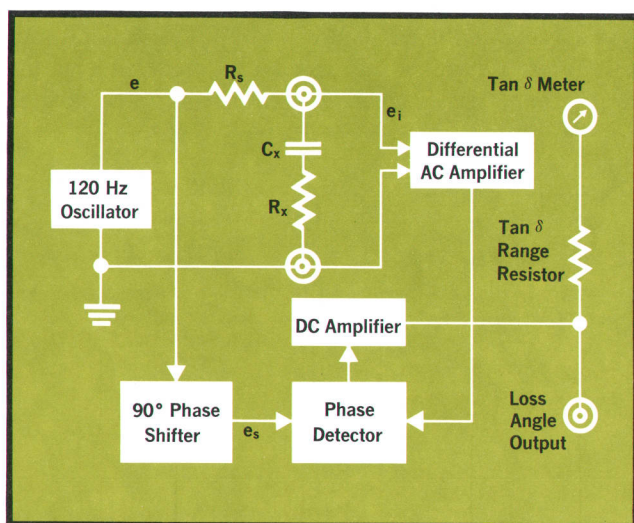 e
Rs
Tan δ Meter
ei
Cx
Differential
AC Amplifier
120 Hz
Oscillator
Rx
Tan δ
Range
Resistor
DC Amplifier
90° Phase
Shifter
es
Phase
Detector
Loss
Angle
Output